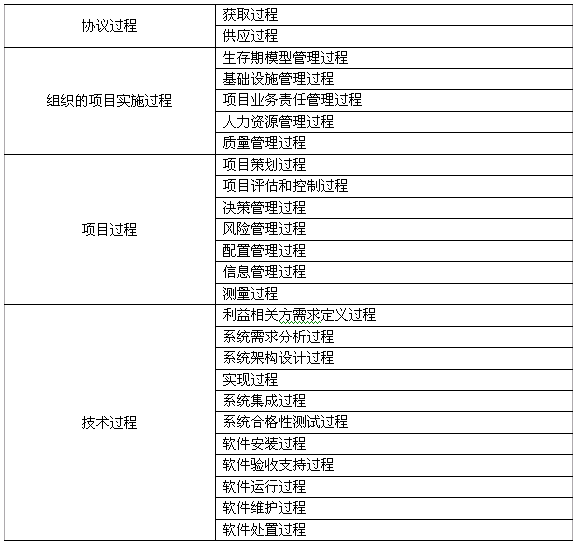 协议过程
获取过程
供应过程
组织的项目实施过程
生存期模型管理过程
基础设施管理过程
项目业务责任管理过程
人力资源管理过程
质量管理过程
项目过程
项目策划过程
项目评估和控制过程
决策管理过程
风险管理过程
配置管理过程
信息管理过程
测量过程
技术过程
利益相关方需求定义过程
系统需求分析过程
系统架构设计过程
实现过程
系统集成过程
系统合格性测试过程
软件安装过程
软件验收支持过程
软件运行过程
软件维护过程
软件处置过程